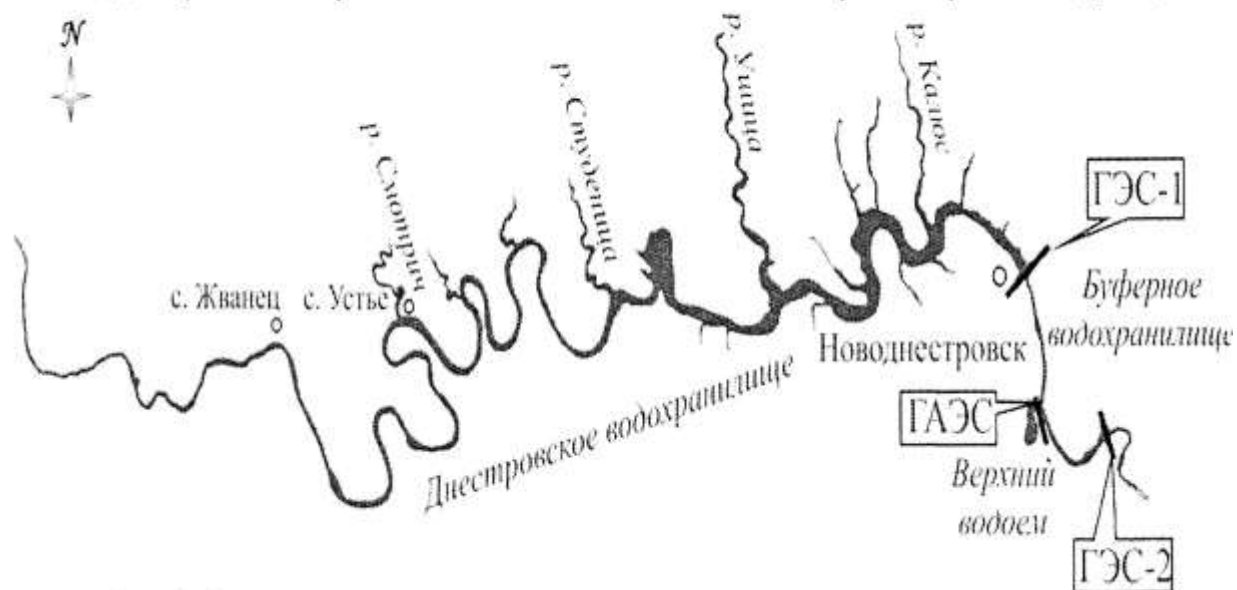 N
р. Смотрич
р. Студеница
р. Ушица
р. Калюс
ГЭС-1
с. Жванец
с. Устье
Буферное
водохранилище
Новоднестровск
Днестровское водохранилище
ГАЭС
Верхний
водоем
ГЭС-2